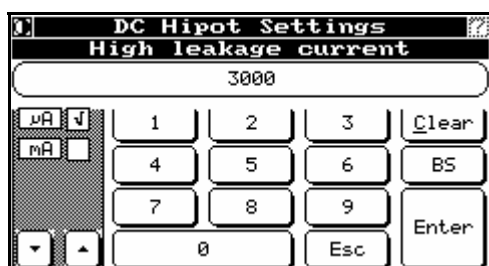 DC Hipot Settings ?
High leakage current
3000
µA √ 1 2 3 Clear
mA 4 5 6 BS
7 8 9 Enter
0 Esc